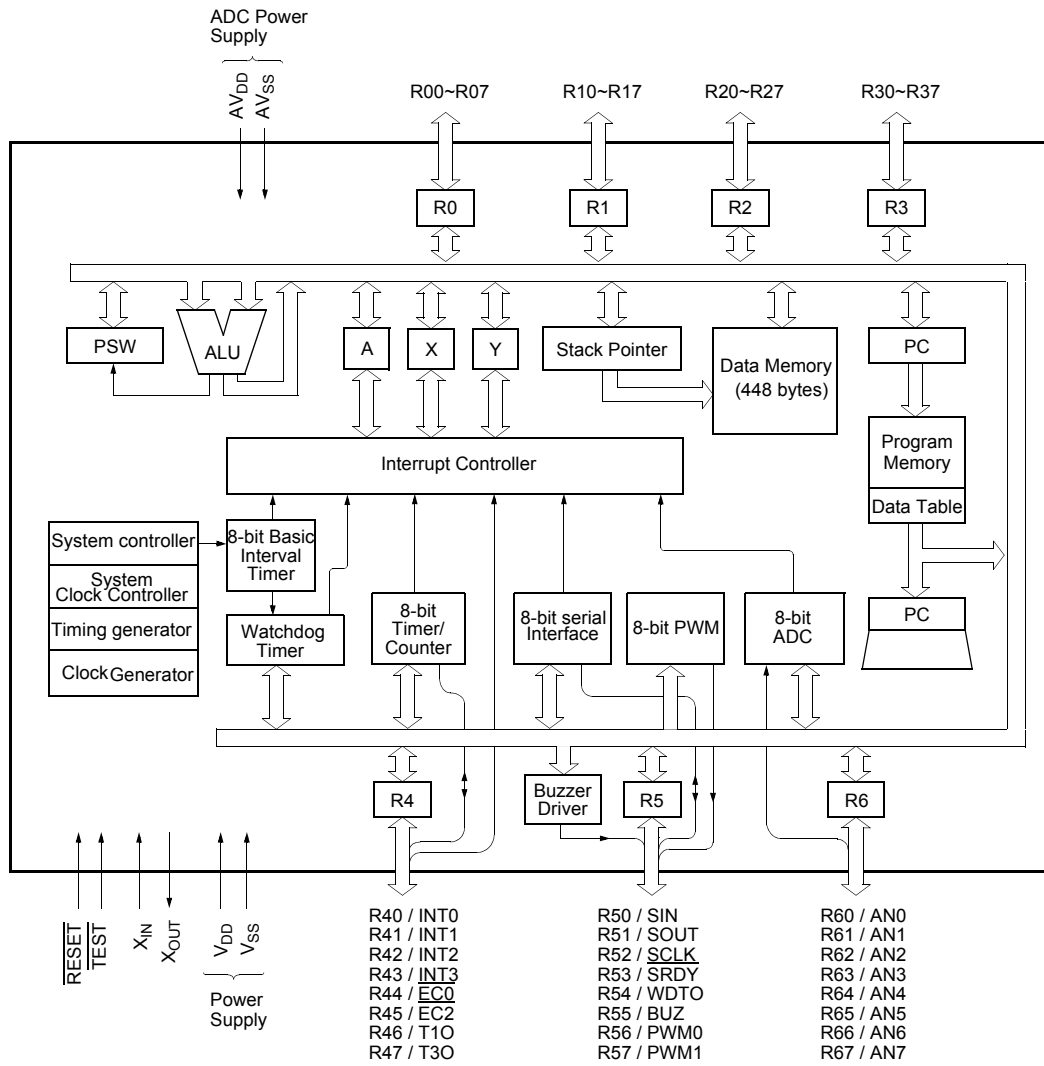 ADC Power
Supply
AVDD
AVSS
R00~R07
R10~R17
R20~R27
R30~R37
R0
R1
R2
R3
PSW
ALU
A
X
Y
Stack Pointer
Data Memory
(448 bytes)
PC
Program
Memory
Data Table
Interrupt Controller
System controller
System
Clock Controller
Timing generator
Clock Generator
8-bit Basic
Interval
Timer
Watchdog
Timer
8-bit
Timer/
Counter
8-bit serial
Interface
8-bit PWM
8-bit
ADC
PC
R4
Buzzer
Driver
R5
R6
RESET
TEST
XIN
XOUT
VDD
VSS
Power
Supply
R40 / INT0
R41 / INT1
R42 / INT2
R43 / INT3
R44 / EC0
R45 / EC2
R46 / T1O
R47 / T3O
R50 / SIN
R51 / SOUT
R52 / SCLK
R53 / SRDY
R54 / WDTO
R55 / BUZ
R56 / PWM0
R57 / PWM1
R60 / AN0
R61 / AN1
R62 / AN2
R63 / AN3
R64 / AN4
R65 / AN5
R66 / AN6
R67 / AN7